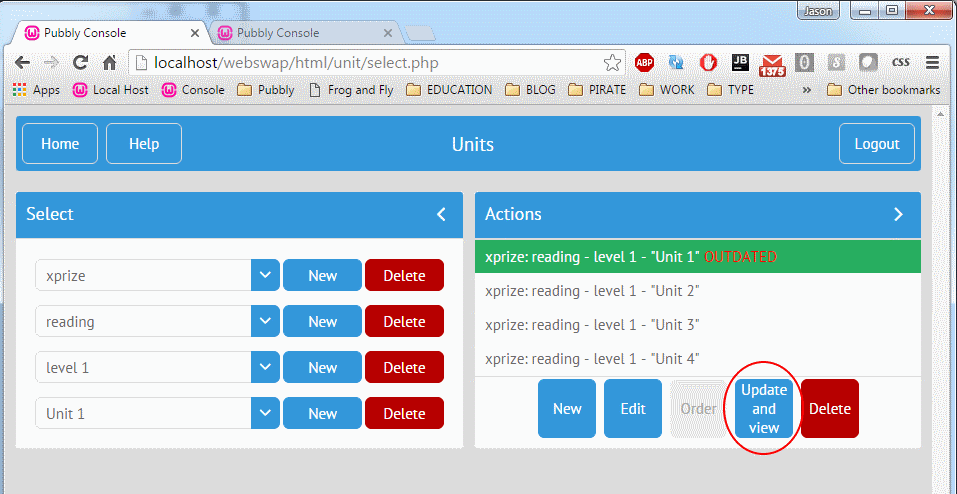 Jason
Pubbly Console
Pubbly Console
localhost/webswap/html/unit/select.php
ABP
JB
1375
css
Apps
Local Host
Console
Pubbly
Frog and Fly
EDUCATION
BLOG
PIRATE
WORK
TYPE
»
Other bookmarks
Home
Help
Units
Logout
Select
Actions
xprize
New
Delete
reading
New
Delete
level 1
New
Delete
Unit 1
New
Delete
xprize: reading - level 1 - "Unit 1" OUTDATED
xprize: reading - level 1 - "Unit 2"
xprize: reading - level 1 - "Unit 3"
xprize: reading - level 1 - "Unit 4"
New
Edit
Order
Update
and
view
Delete